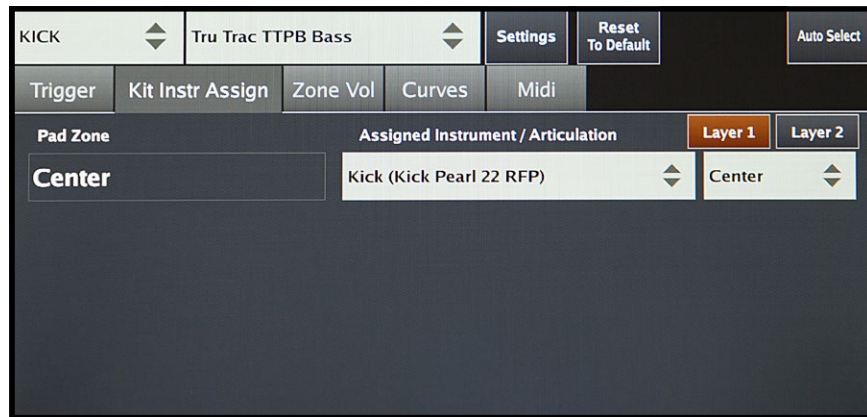 KICK Tru Trac TTPB Bass Settings Reset To Default Auto Select
Trigger Kit Instr Assign Zone Vol Curves Midi
Pad Zone Assigned Instrument / Articulation Layer 1 Layer 2
Center Kick (Kick Pearl 22 RFP) Center